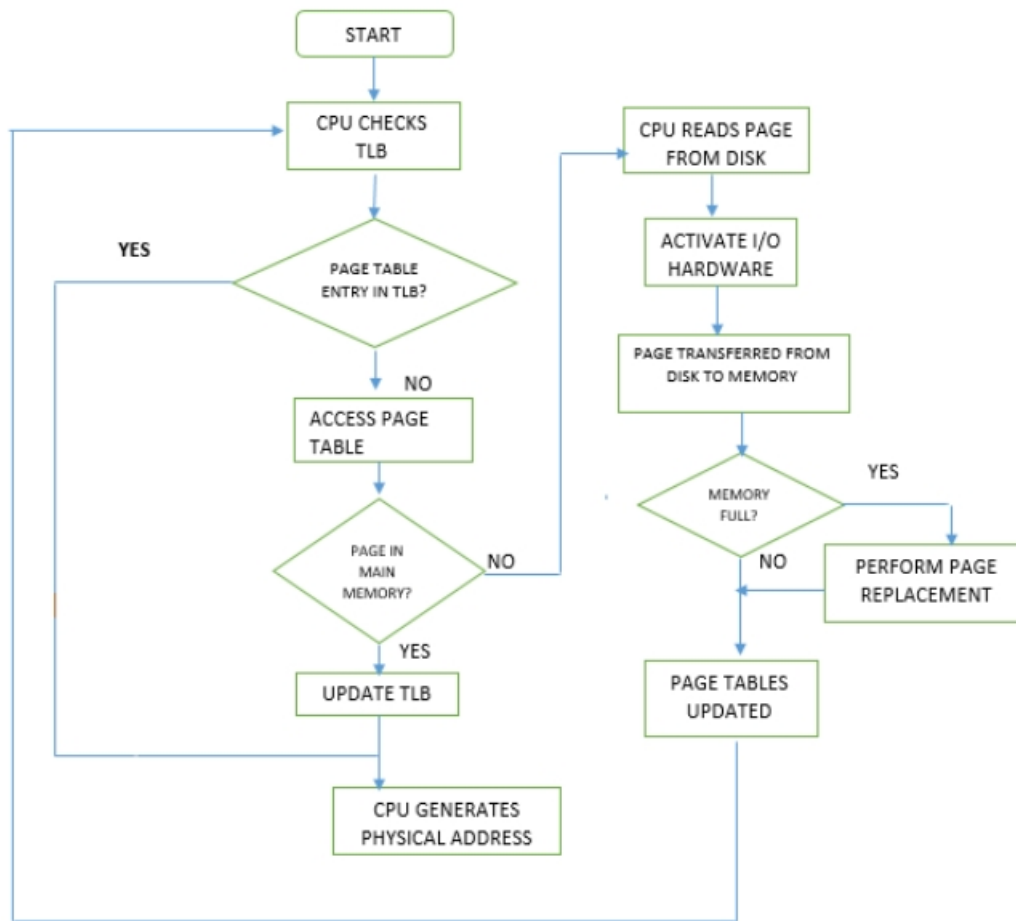 START
CPU CHECKS
TLB
YES
PAGE TABLE
ENTRY IN TLB?
NO
ACCESS PAGE
TABLE
PAGE IN
MAIN
MEMORY?
NO
YES
UPDATE TLB
CPU GENERATES
PHYSICAL ADDRESS
CPU READS PAGE
FROM DISK
ACTIVATE I/O
HARDWARE
PAGE TRANSFERRED FROM
DISK TO MEMORY
MEMORY
FULL?
YES
NO
PERFORM PAGE
REPLACEMENT
PAGE TABLES
UPDATED